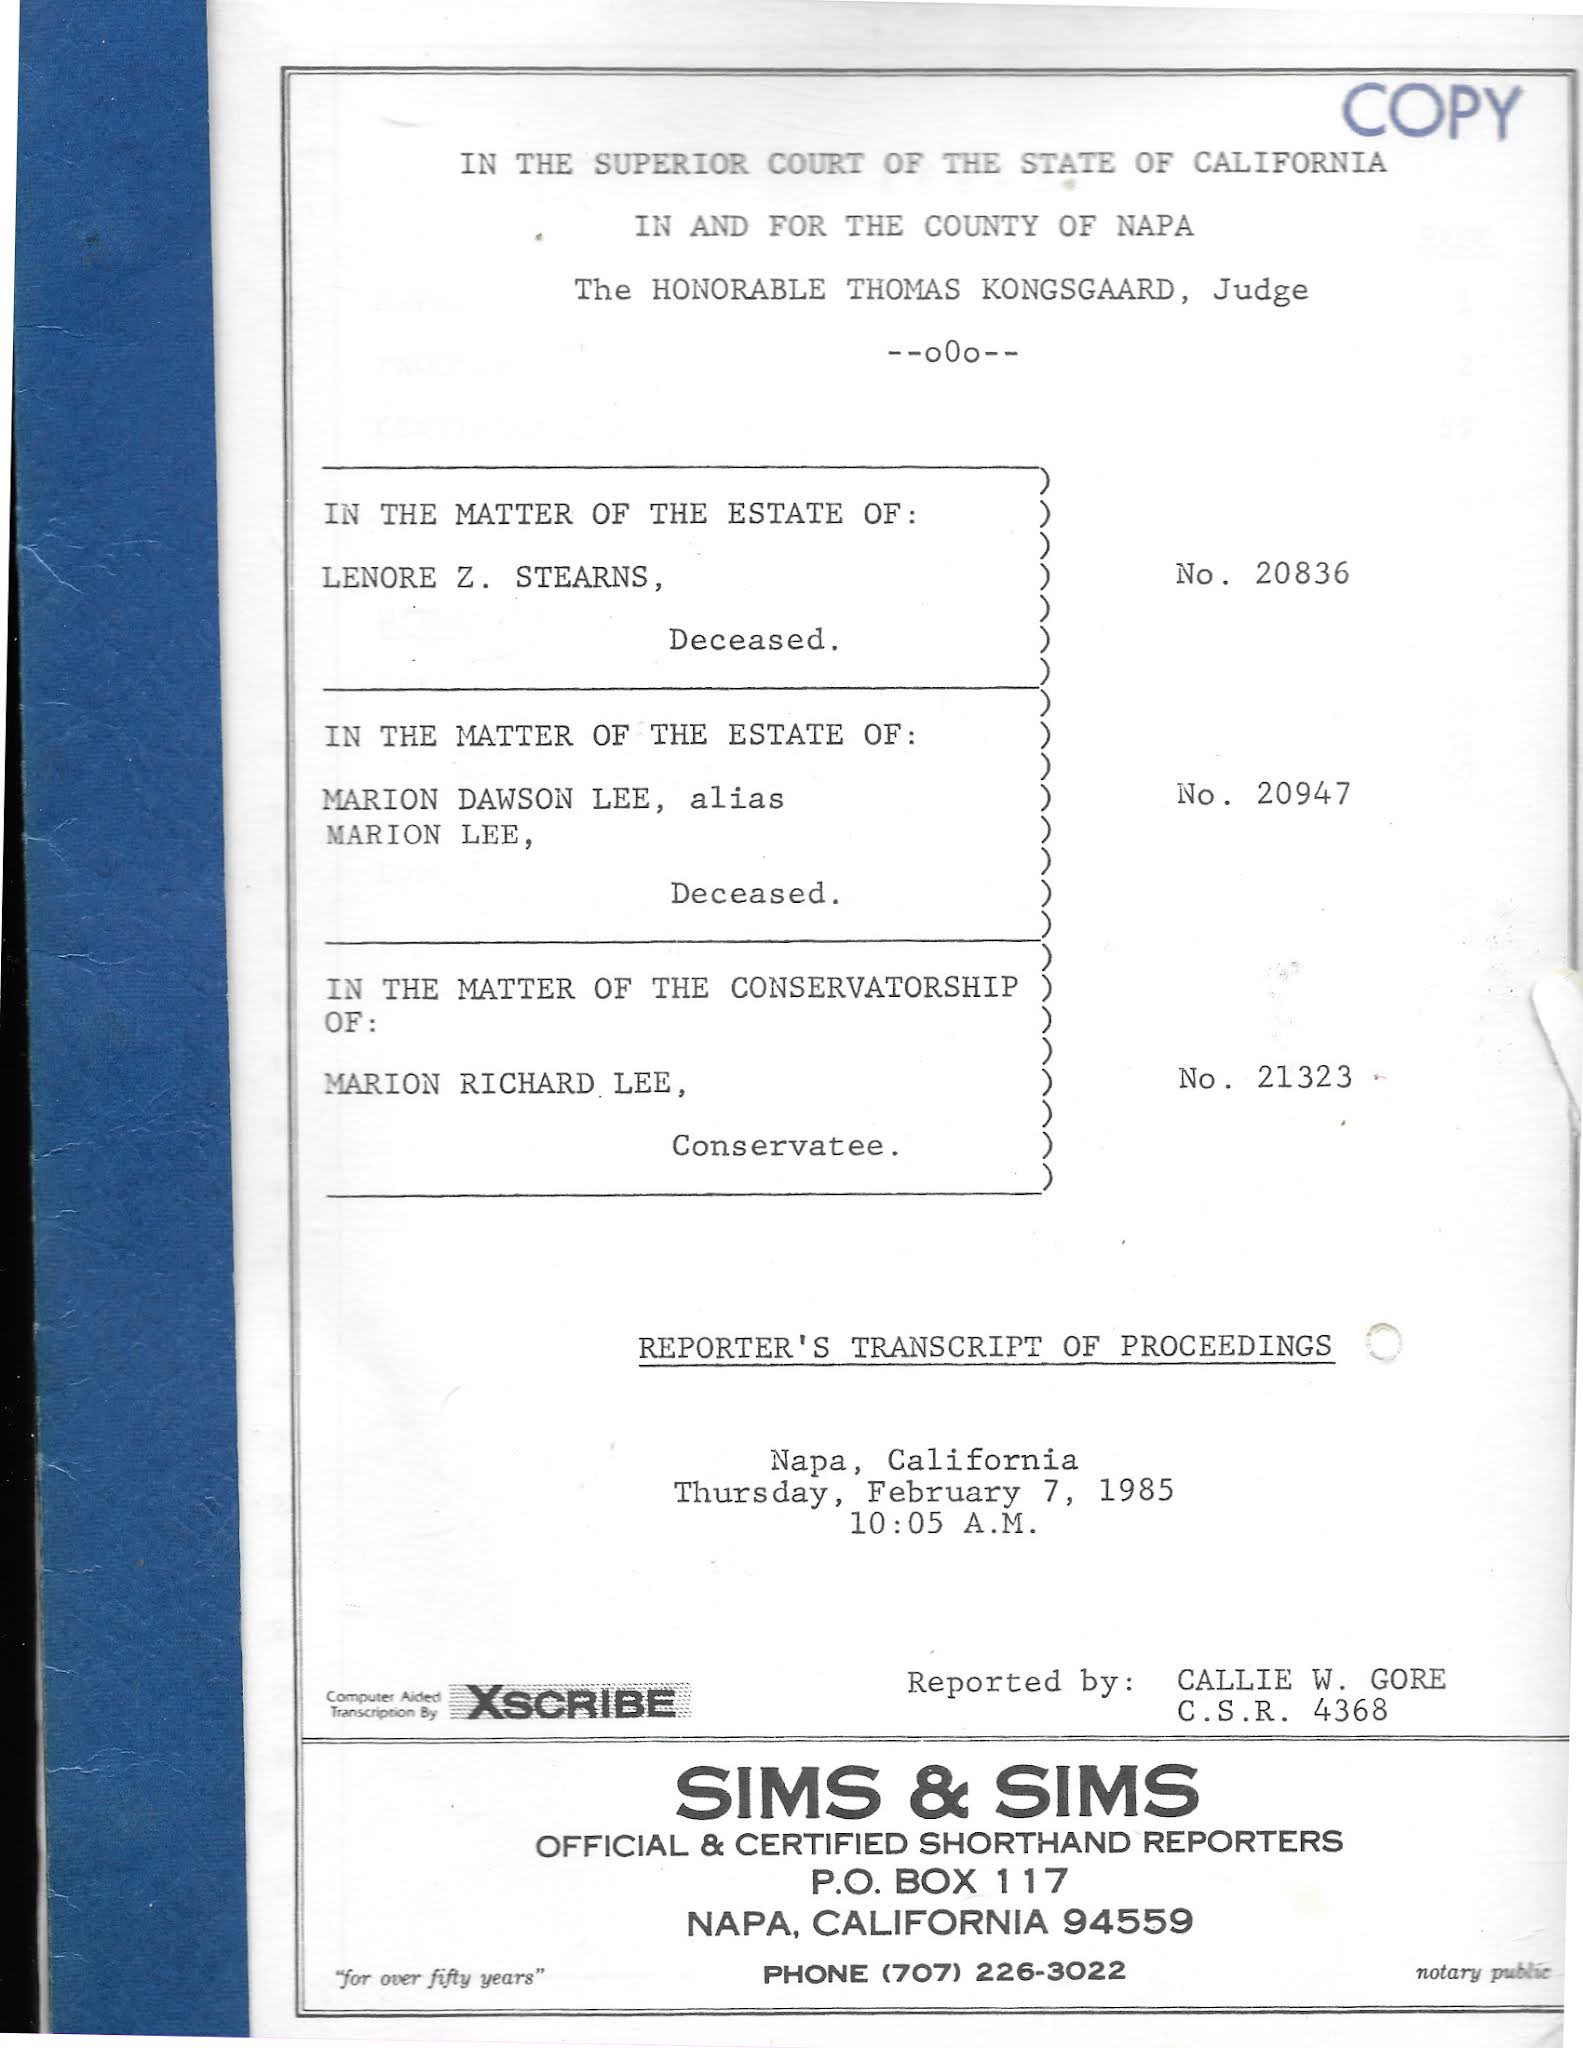 COPY
IN THE SUPERIOR COURT OF THE STATE OF CALIFORNIA
IN AND FOR THE COUNTY OF NAPA
The HONORABLE THOMAS KONGSGAARD, Judge
--oOo--
IN THE MATTER OF THE ESTATE OF:
LENORE Z. STEARNS,
No. 20836
Deceased.
IN THE MATTER OF THE ESTATE OF:
MARION DAWSON LEE, alias
MARION LEE,
No. 20947
Deceased.
IN THE MATTER OF THE CONSERVATORSHIP
OF:
MARION RICHARD LEE,
No. 21323
Conservatee.
REPORTER'S TRANSCRIPT OF PROCEEDINGS
Napa, California
Thursday, February 7, 1985
10:05 A.M.
Computer Aided
Transcription By
XSCRIBE
Reported by: CALLIE W. GORE
C.S.R. 4368
SIMS & SIMS
OFFICIAL & CERTIFIED SHORTHAND REPORTERS
P.O. BOX 117
NAPA, CALIFORNIA 94559
"for over fifty years"
PHONE (707) 226-3022
notary public